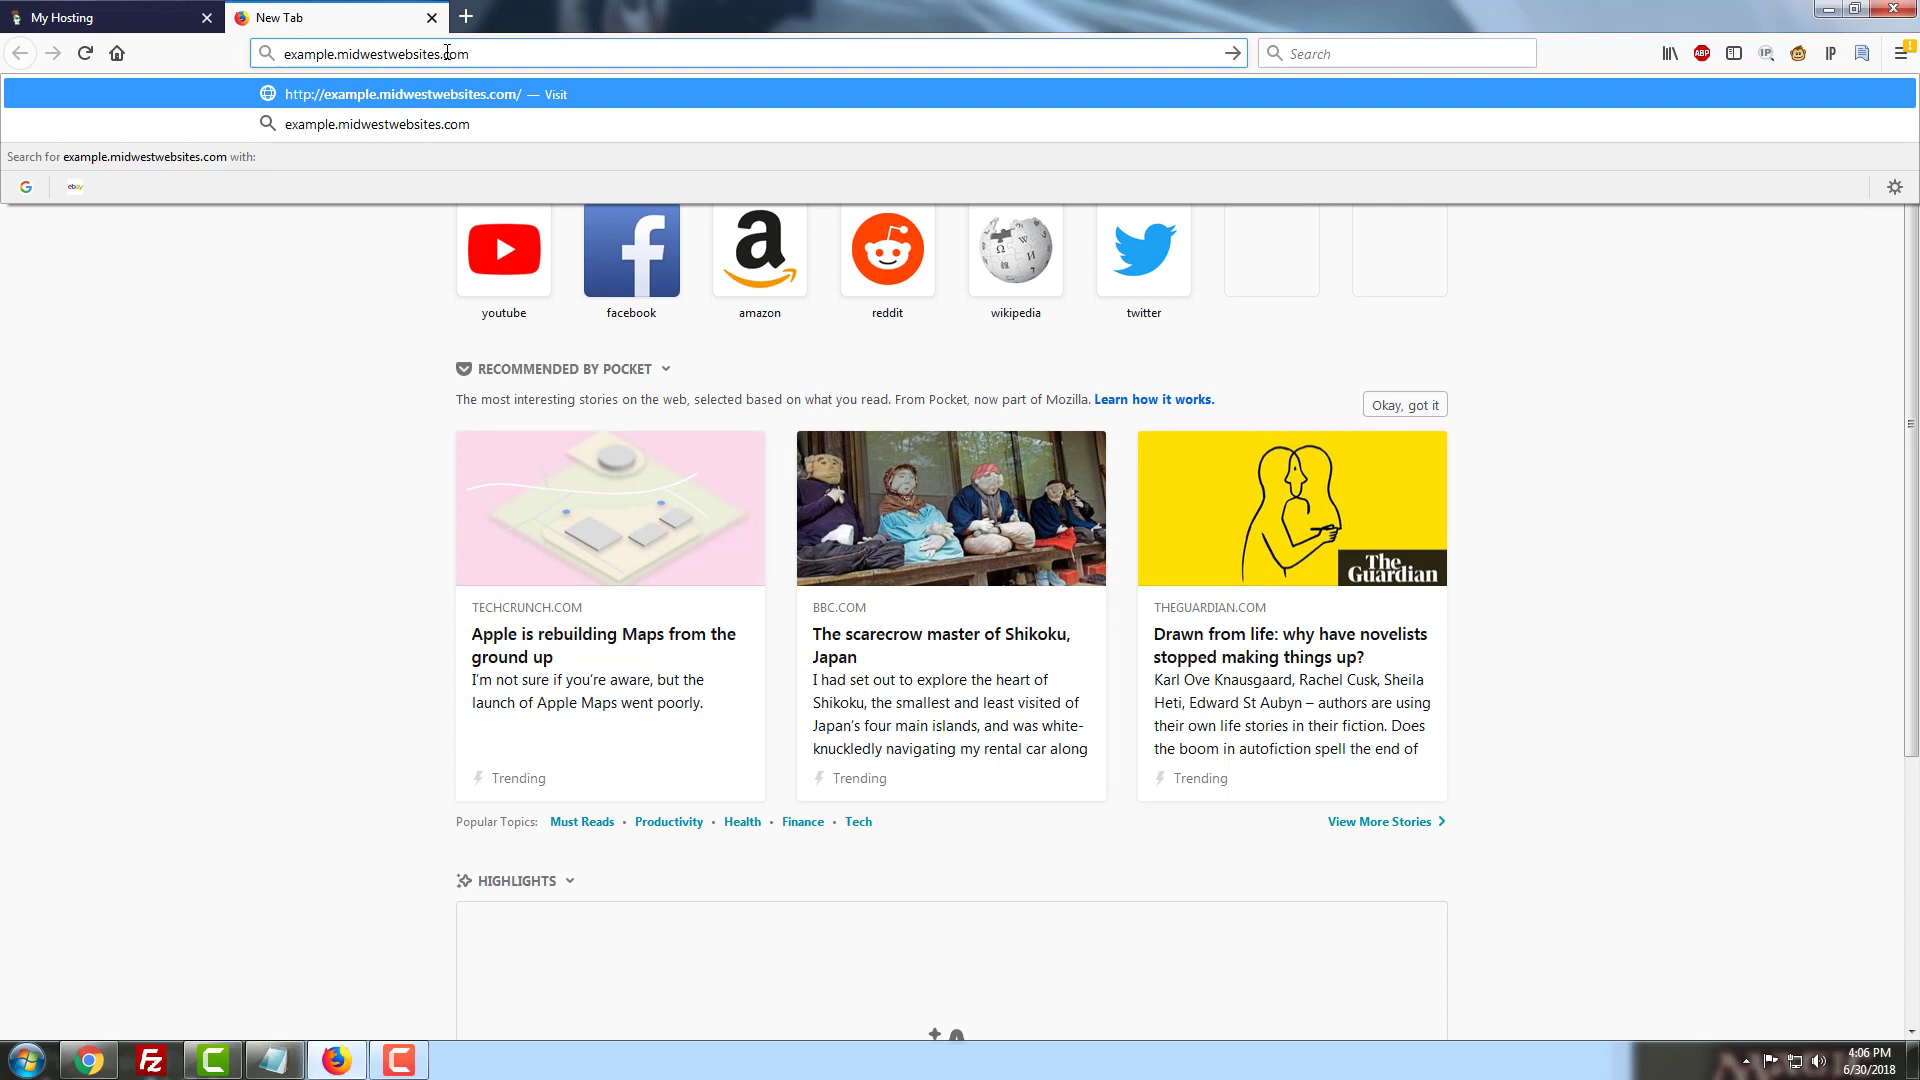 My Hosting
New Tab
example.midwestwebsites.com
Search
ABP
IP
IP
http://example.midwestwebsites.com/ — Visit
example.midwestwebsites.com
Search for example.midwestwebsites.com with:
G
ebay
youtube
facebook
amazon
reddit
wikipedia
twitter
RECOMMENDED BY POCKET
The most interesting stories on the web, selected based on what you read. From Pocket, now part of Mozilla. Learn how it works.
Okay, got it
The
Guardian
TECHCRUNCH.COM
Apple is rebuilding Maps from the
ground up
I’m not sure if you’re aware, but the
launch of Apple Maps went poorly.
Trending
BBC.COM
The scarecrow master of Shikoku,
Japan
I had set out to explore the heart of
Shikoku, the smallest and least visited of
Japan’s four main islands, and was white-
knuckledly navigating my rental car along
Trending
THEGUARDIAN.COM
Drawn from life: why have novelists
stopped making things up?
Karl Ove Knausgaard, Rachel Cusk, Sheila
Heti, Edward St Aubyn – authors are using
their own life stories in their fiction. Does
the boom in autofiction spell the end of
Trending
Popular Topics: Must Reads • Productivity • Health • Finance • Tech
View More Stories
HIGHLIGHTS
Fz
4:06 PM
6/30/2018